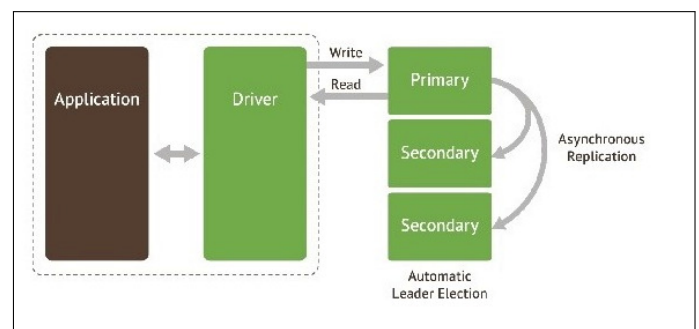 Application
Driver
Write
Read
Primary
Secondary
Secondary
Asynchronous
Replication
Automatic
Leader Election